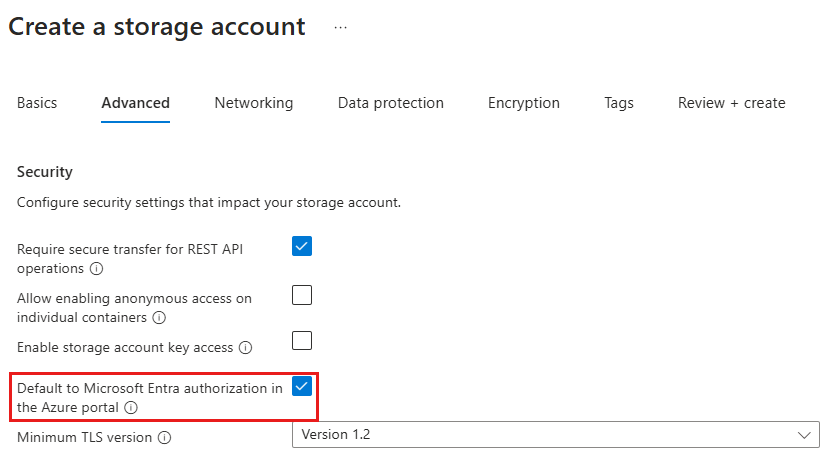 Create a storage account ...
Basics Advanced Networking Data protection Encryption Tags Review + create
Security
Configure security settings that impact your storage account.
Require secure transfer for REST API
operations
Allow enabling anonymous access on
individual containers
Enable storage account key access
Default to Microsoft Entra authorization in
the Azure portal
Minimum TLS version Version 1.2